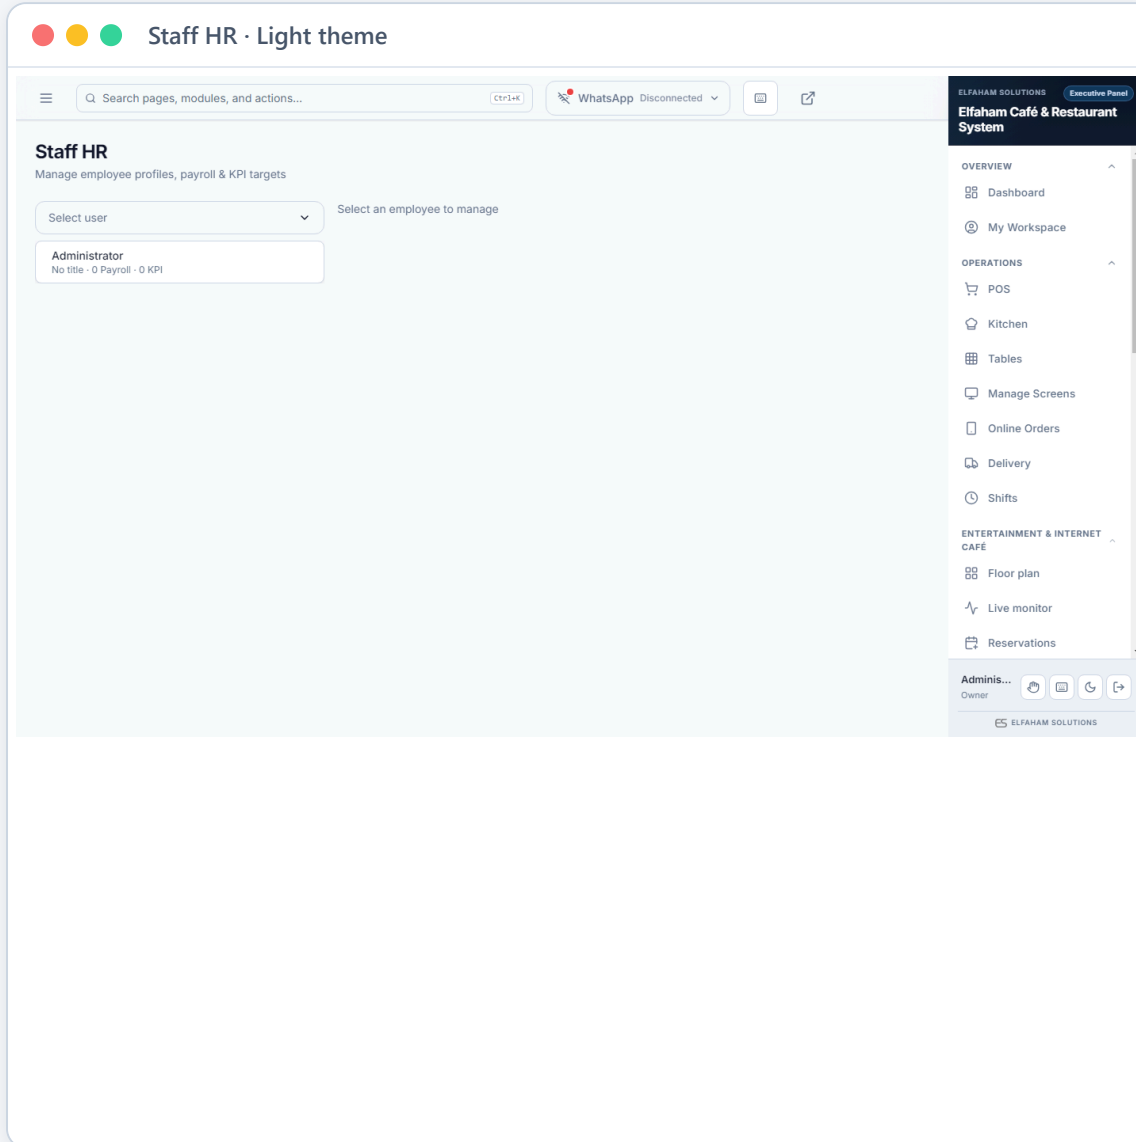 Staff HR · Light theme
Search pages, modules, and actions...
Ctrl+K
WhatsApp Disconnected
Staff HR
Manage employee profiles, payroll & KPI targets
Select user
Select an employee to manage
Administrator
No title · 0 Payroll · 0 KPI
ELFAHAM SOLUTIONS
Executive Panel
Elfaham Café & Restaurant
System
OVERVIEW
Dashboard
My Workspace
OPERATIONS
POS
Kitchen
Tables
Manage Screens
Online Orders
Delivery
Shifts
ENTERTAINMENT & INTERNET
CAFÉ
Floor plan
Live monitor
Reservations
Adminis...
Owner
ES ELFAHAM SOLUTIONS